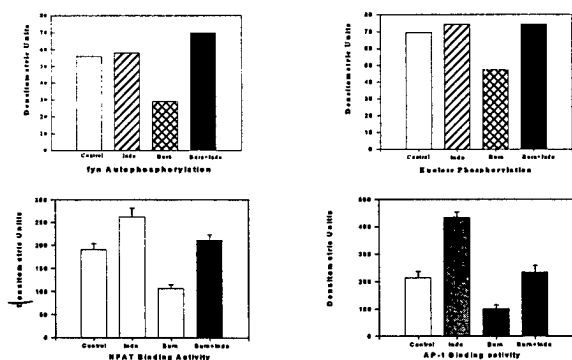 Densitometric Units
80
70
60
50
40
30
20
10
0
Control Indo Burn Burn+Indo
fyn Autophosphorylation
Densitometric Units
80
70
60
50
40
30
20
10
0
Control Indo Burn Burn+Indo
Enolase Phosphorylation
Densitometric Units
300
250
200
150
100
50
0
Control Indo Burn Burn+Indo
NFAT Binding Activity
Densitometric Units
500
400
300
200
100
0
Control Indo Burn Burn+Indo
AP-1 Binding activity